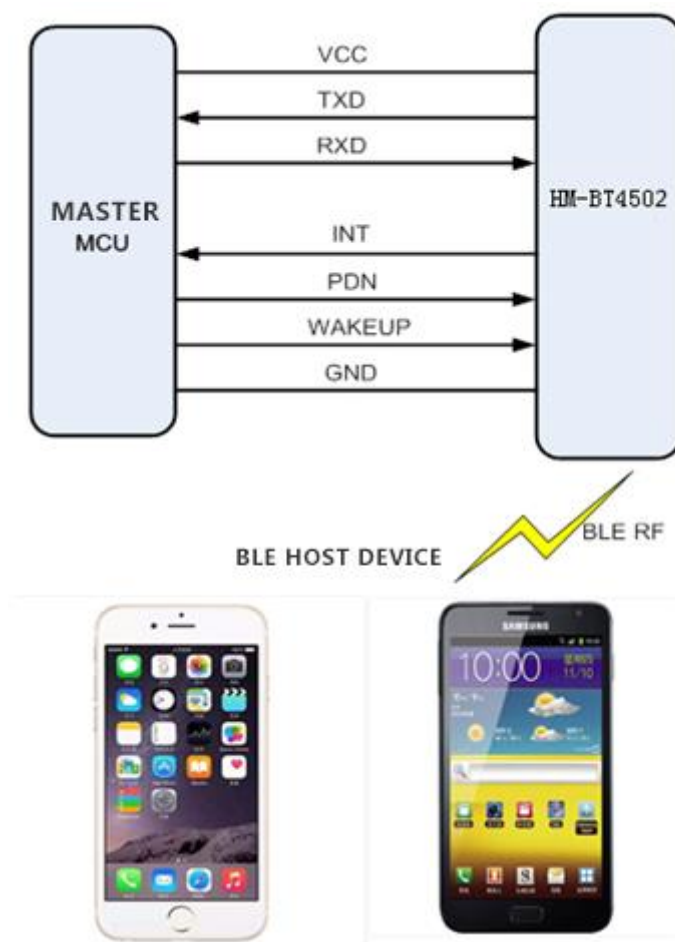 VCC
TXD
RXD
MASTER
MCU
HM-BT4502
INT
PDN
WAKEUP
GND
BLE RF
BLE HOST DEVICE
SAMSUNG
10:00
11/10